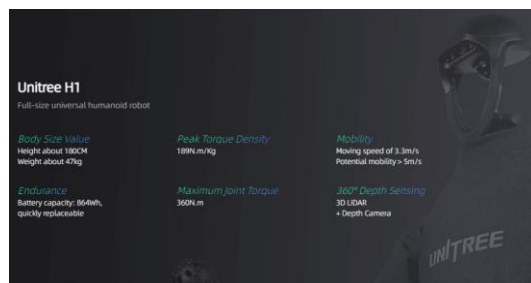 Unitree H1
Full-size universal humanoid robot
Body Size Value
Height about 180CM
Weight about 47kg
Peak Torque Density
189N.m/Kg
Mobility
Moving speed of 3.3m/s
Potential mobility > 5m/s
Endurance
Battery capacity: 864Wh,
quickly replaceable
Maximum Joint Torque
360N.m
360° Depth Sensing
3D LIDAR
+ Depth Camera
UNITREE